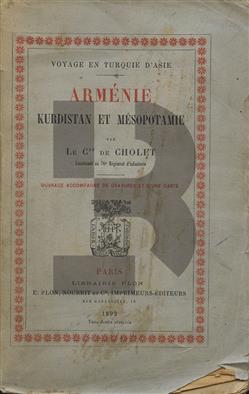 VOYAGE EN TURQUIE D'ASIE
ARMÉNIE
KURDISTAN ET MÉSOPOTAMIE
PAR
LE Cte DE CHOLET
Lieutenant au 76e Régiment d'infanterie
OUVRAGE ACCOMPAGNÉ DE GRAVURES ET D'UNE CARTE
PARIS
LIBRAIRIE PLON
E. PLON, NOURRIT ET Cie, IMPRIMEURS-ÉDITEURS
RUE GARANCIÈRE, 10
1892
Tous droits réservés